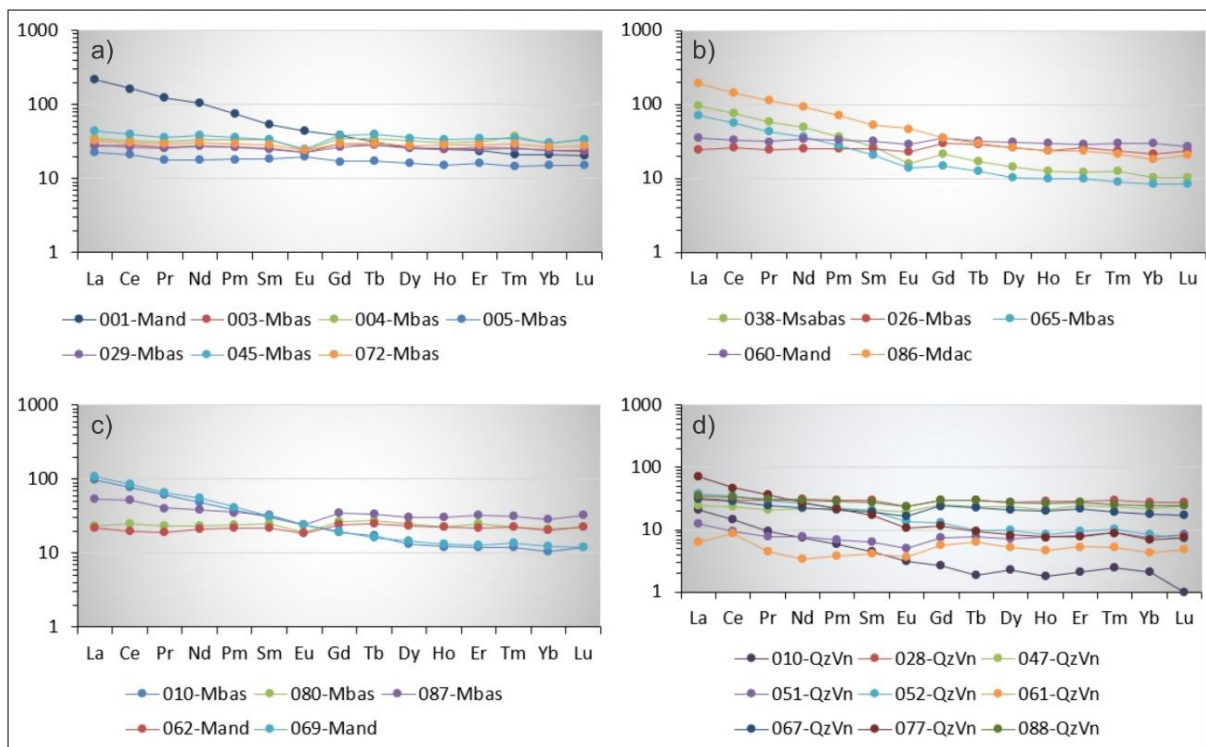 a)
1000
100
10
1
La Ce Pr Nd Pm Sm Eu Gd Tb Dy Ho Er Tm Yb Lu
001-Mand 003-Mbas 004-Mbas 005-Mbas
029-Mbas 045-Mbas 072-Mbas
b)
1000
100
10
1
La Ce Pr Nd Pm Sm Eu Gd Tb Dy Ho Er Tm Yb Lu
038-Msabas 026-Mbas 065-Mbas
060-Mand 086-Mdac
c)
1000
100
10
1
La Ce Pr Nd Pm Sm Eu Gd Tb Dy Ho Er Tm Yb Lu
010-Mbas 080-Mbas 087-Mbas
062-Mand 069-Mand
d)
1000
100
10
1
La Ce Pr Nd Pm Sm Eu Gd Tb Dy Ho Er Tm Yb Lu
010-QzVn 028-QzVn 047-QzVn
051-QzVn 052-QzVn 061-QzVn
067-QzVn 077-QzVn 088-QzVn